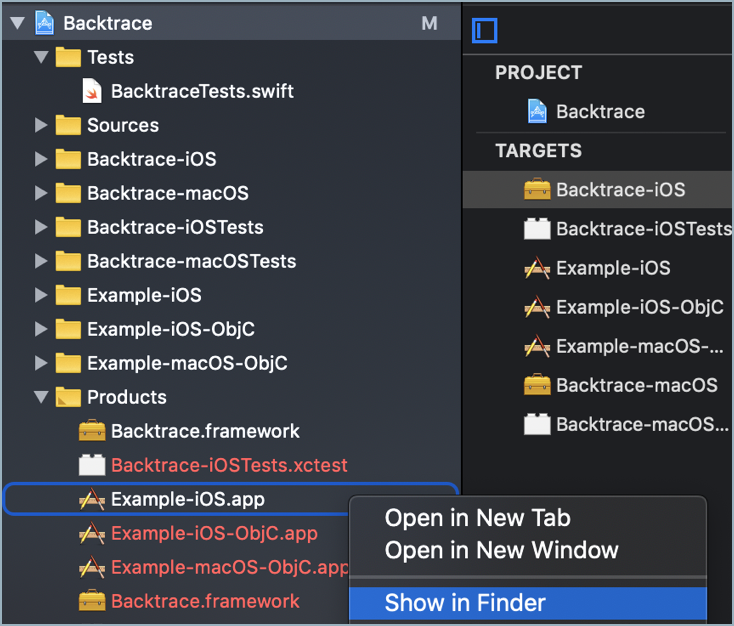 Backtrace M
Tests
BacktraceTests.swift
Sources
Backtrace-iOS
Backtrace-macOS
Backtrace-iOSTests
Backtrace-macOSTests
Example-iOS
Example-iOS-ObjC
Example-macOS-ObjC
Products
Backtrace.framework
Backtrace-iOSTests.xctest
Example-iOS.app
Example-iOS-ObjC.app
Example-macOS-ObjC.app
Backtrace.framework
PROJECT
Backtrace
TARGETS
Backtrace-iOS
Backtrace-iOSTests
Example-iOS
Example-iOS-ObjC
Example-macOS-...
Backtrace-macOS
Backtrace-macOS...
Open in New Tab
Open in New Window
Show in Finder